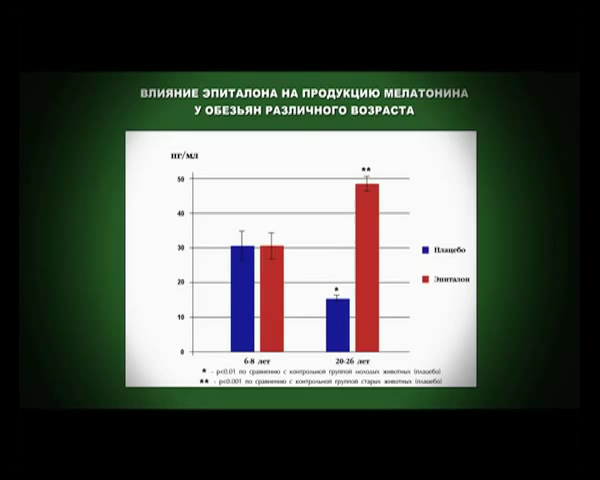 ВЛИЯНИЕ ЭПИТАЛОНА НА ПРОДУКЦИЮ МЕЛАТОНИНА
У ОБЕЗЬЯН РАЗЛИЧНОГО ВОЗРАСТА
пг/мл
50
40
30
20
10
0
**
*
Плацебо
Эпиталон
6-8 лет
20-26 лет
* - p<0.01 по сравнению с контрольной группой молодых животных (плацебо)
** - p<0.001 по сравнению с контрольной группой старых животных (плацебо)